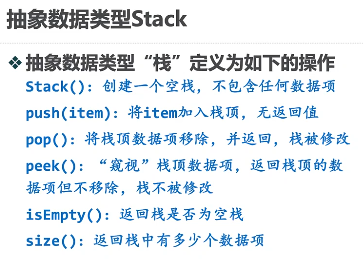 抽象数据类型Stack
抽象数据类型“栈”定义为如下的操作
Stack()：创建一个空栈，不包含任何数据项
push(item)：将item加入栈顶，无返回值
pop()：将栈顶数据项移除，并返回，栈被修改
peek()：“窥视”栈顶数据项，返回栈顶的数
据项但不移除，栈不被修改
isEmpty()：返回栈是否为空栈
size()：返回栈中有多少个数据项